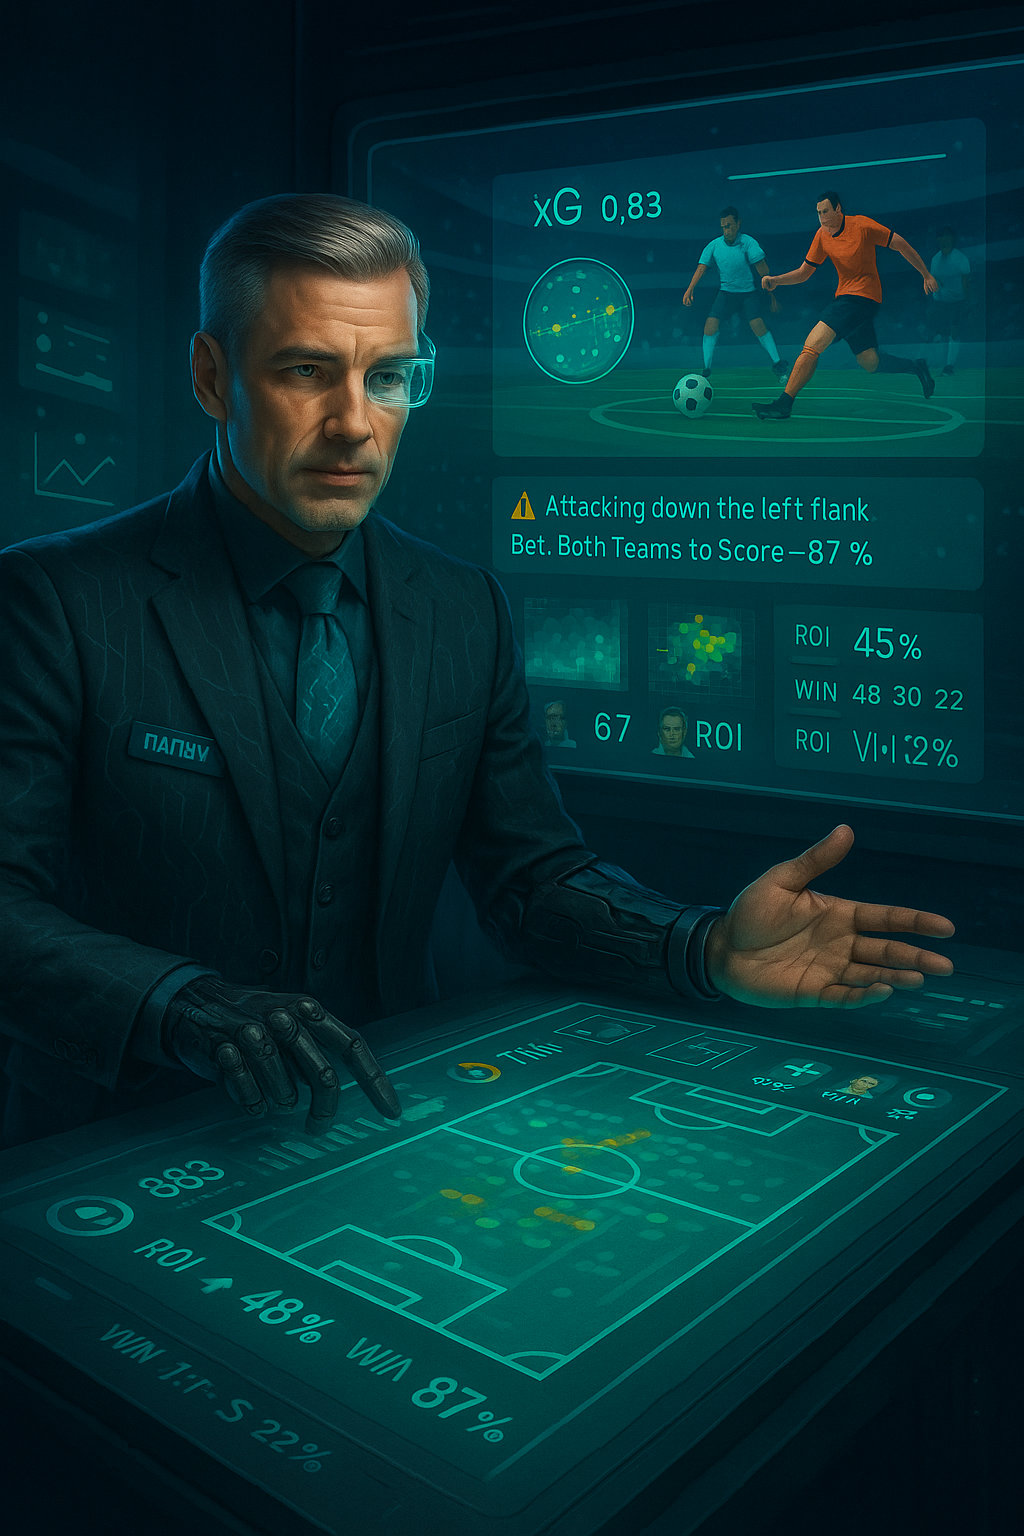 xG 0,83
Attacking down the left flank
Bet. Both Teams to Score – 87 %
ROI 45%
WIN 48 30 22
67 ROI
ROI 2%
883
ROI 48%
87%
WIN S 22%